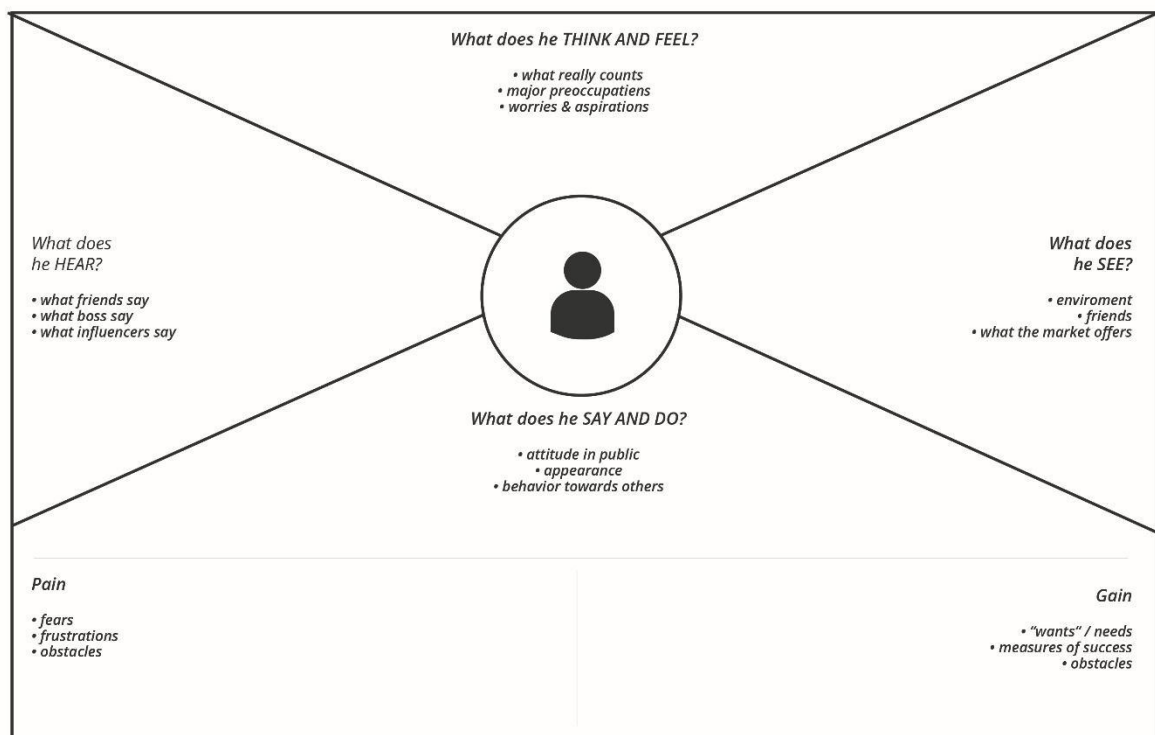 What does he THINK AND FEEL?
• what really counts
• major preoccupatiens
• worries & aspirations
What does
he HEAR?
• what friends say
• what boss say
• what influencers say
What does
he SEE?
• enviroment
• friends
• what the market offers
What does he SAY AND DO?
• attitude in public
• appearance
• behavior towards others
Pain
• fears
• frustrations
• obstacles
Gain
• “wants” / needs
• measures of success
• obstacles